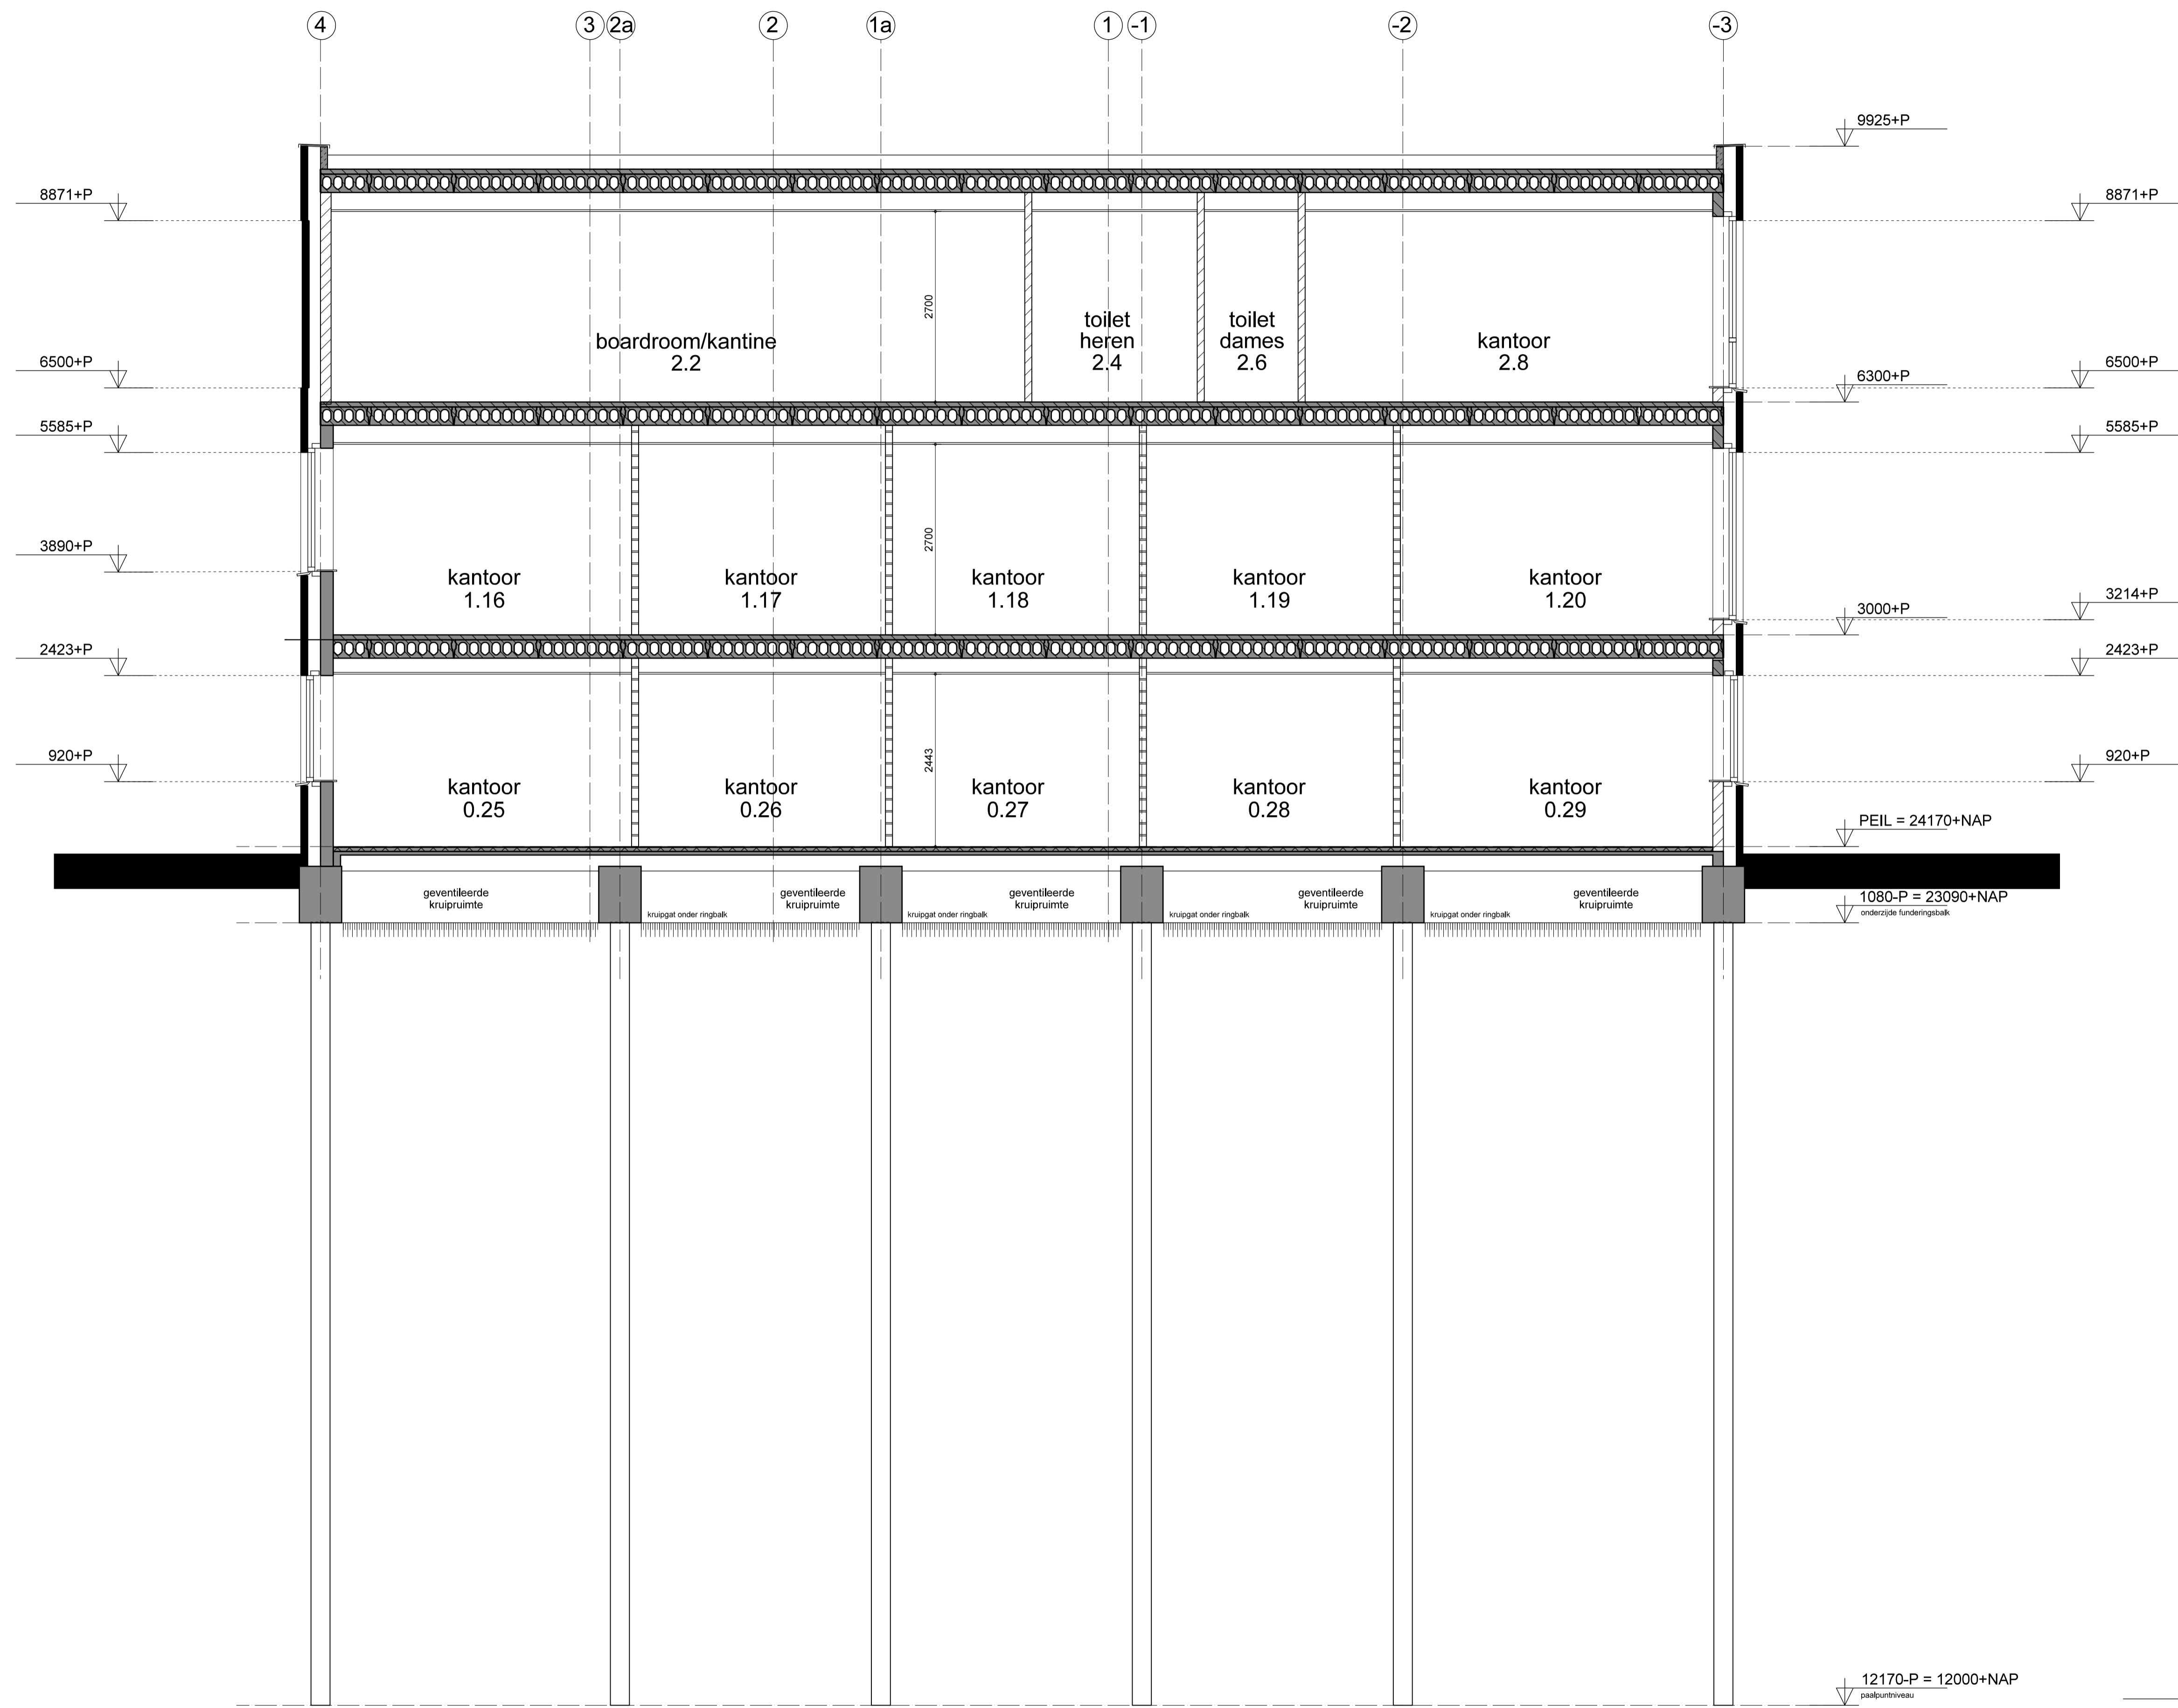 4
3
2a
2
1a
1
-1
-2
-3
9925+P
8871+P
8871+P
2700
toilet
heren
2.4
toilet
dames
2.6
boardroom/kantine
2.2
kantoor
2.8
6500+P
6300+P
6500+P
5585+P
5585+P
2700
3890+P
kantoor
1.16
kantoor
1.17
kantoor
1.18
kantoor
1.19
kantoor
1.20
3214+P
3000+P
2423+P
2423+P
2443
920+P
920+P
kantoor
0.25
kantoor
0.26
kantoor
0.27
kantoor
0.28
kantoor
0.29
PEIL = 24170+NAP
geventileerde
kruipruimte
kruipgat onder ringbalk
geventileerde
kruipruimte
kruipgat onder ringbalk
geventileerde
kruipruimte
kruipgat onder ringbalk
geventileerde
kruipruimte
kruipgat onder ringbalk
geventileerde
kruipruimte
1080-P = 23090+NAP
onderzijde funderingsbalk
12170-P = 12000+NAP
paalpuntniveau